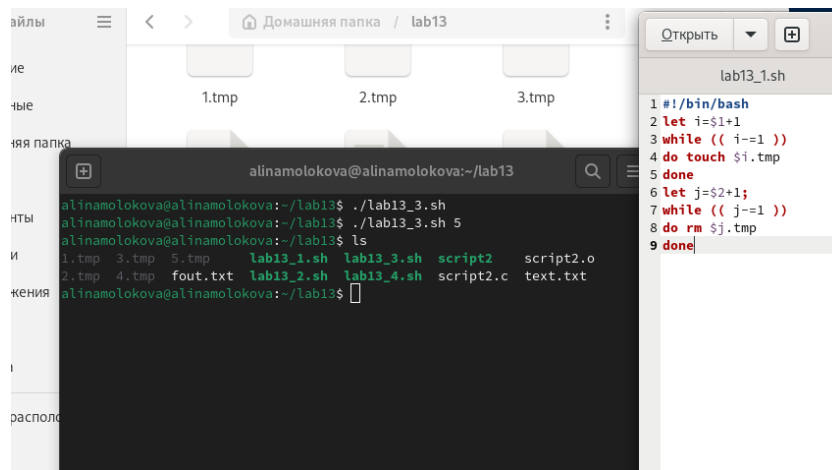 айлы
Домашняя папка / lab13
ие
ные
няя папка
нты
и
жения
располо
1.tmp 2.tmp 3.tmp
alinamolokova@alinamolokova:~/lab13
alinamolokova@alinamolokova:~/lab13$ ./lab13_3.sh
alinamolokova@alinamolokova:~/lab13$ ./lab13_3.sh 5
alinamolokova@alinamolokova:~/lab13$ ls
1.tmp 3.tmp 5.tmp lab13_1.sh lab13_3.sh script2 script2.o
2.tmp 4.tmp fout.txt lab13_2.sh lab13_4.sh script2.c text.txt
alinamolokova@alinamolokova:~/lab13$
Открыть
lab13_1.sh
1 #!/bin/bash
2 let i=$1+1
3 while (( i-=1 ))
4 do touch $i.tmp
5 done
6 let j=$2+1;
7 while (( j-=1 ))
8 do rm $j.tmp
9 done